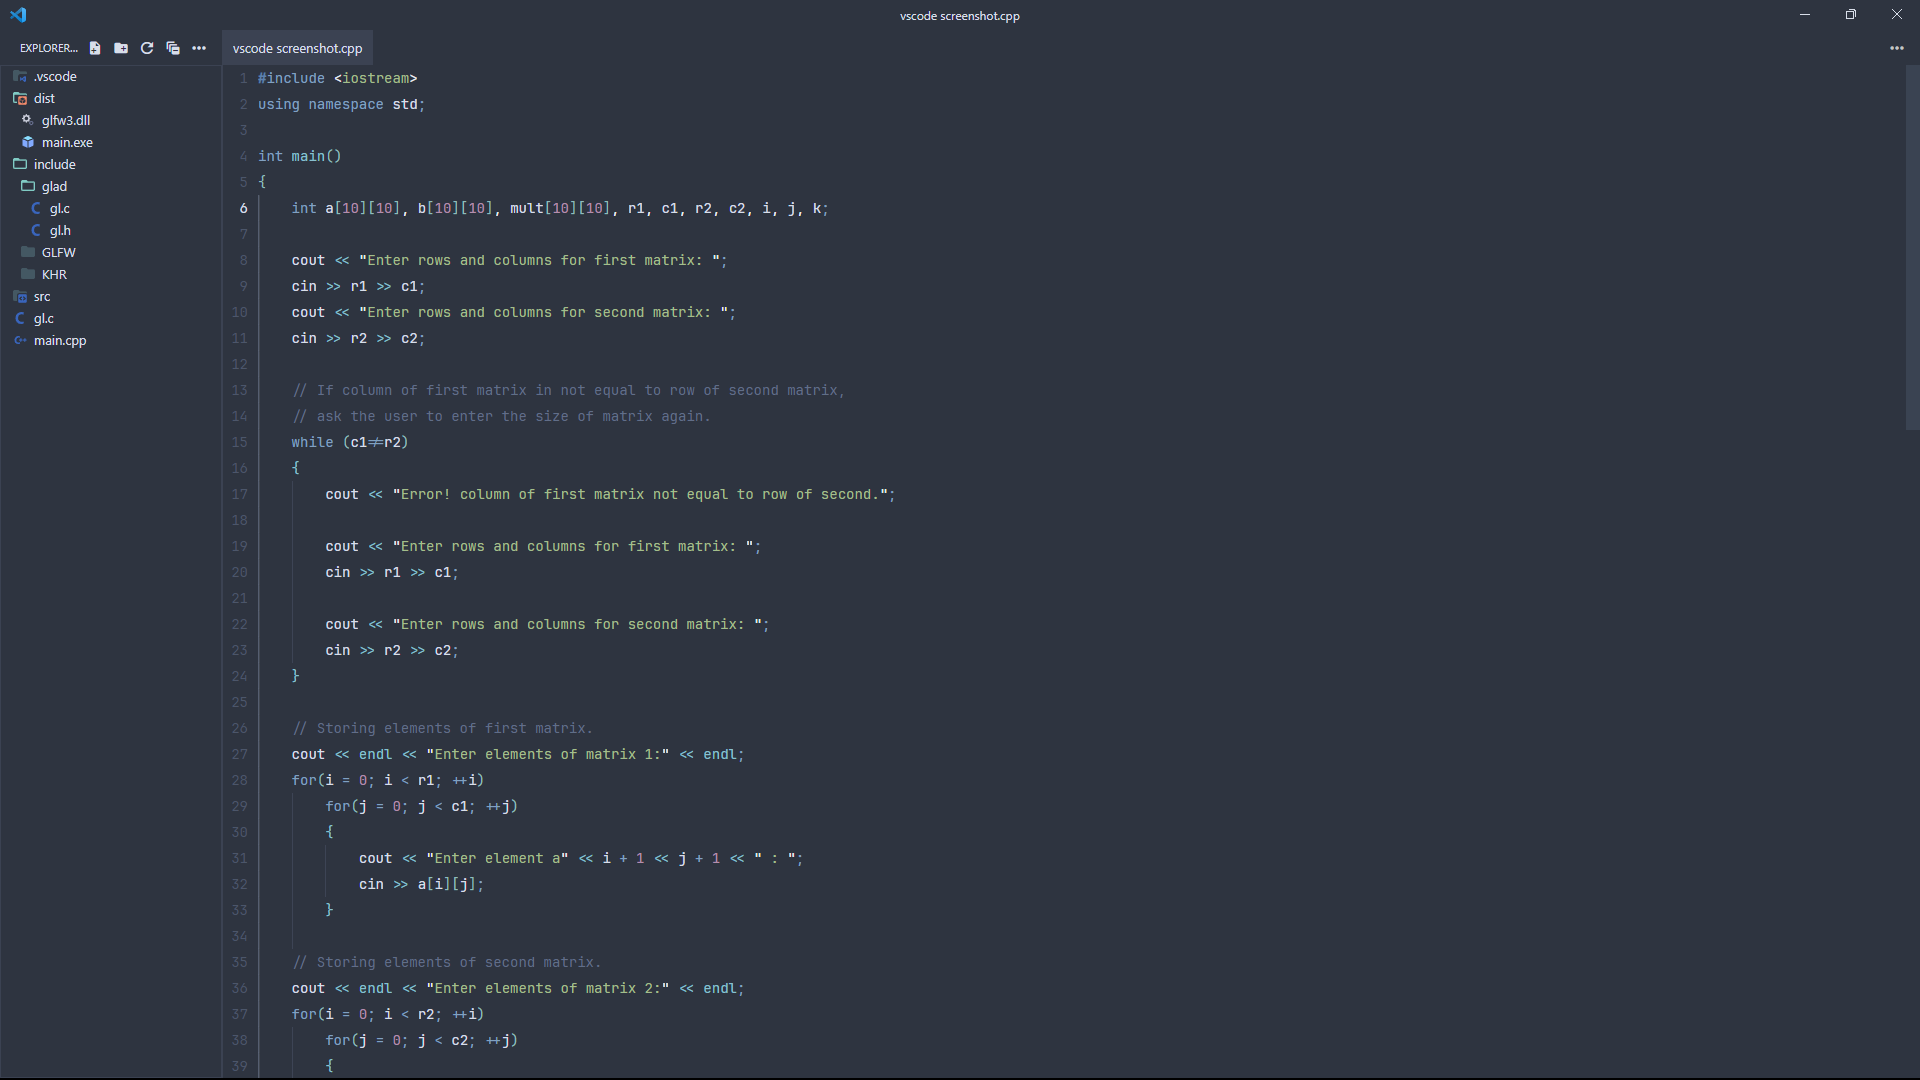 vscode screenshot.cpp
EXPLORER...
vscode screenshot.cpp
.vscode
dist
glfw3.dll
main.exe
include
glad
gl.c
gl.h
GLFW
KHR
src
gl.c
main.cpp
1 #include <iostream>
2 using namespace std;
3
4 int main()
5 {
6     int a[10][10], b[10][10], mult[10][10], r1, c1, r2, c2, i, j, k;
7
8     cout << "Enter rows and columns for first matrix: ";
9     cin >> r1 >> c1;
10     cout << "Enter rows and columns for second matrix: ";
11     cin >> r2 >> c2;
12
13     // If column of first matrix in not equal to row of second matrix,
14     // ask the user to enter the size of matrix again.
15     while (c1!=r2)
16     {
17         cout << "Error! column of first matrix not equal to row of second.";
18
19         cout << "Enter rows and columns for first matrix: ";
20         cin >> r1 >> c1;
21
22         cout << "Enter rows and columns for second matrix: ";
23         cin >> r2 >> c2;
24     }
25
26     // Storing elements of first matrix.
27     cout << endl << "Enter elements of matrix 1:" << endl;
28     for(i = 0; i < r1; ++i)
29         for(j = 0; j < c1; ++j)
30         {
31             cout << "Enter element a" << i + 1 << j + 1 << " : ";
32             cin >> a[i][j];
33         }
34
35     // Storing elements of second matrix.
36     cout << endl << "Enter elements of matrix 2:" << endl;
37     for(i = 0; i < r2; ++i)
38         for(j = 0; j < c2; ++j)
39         {